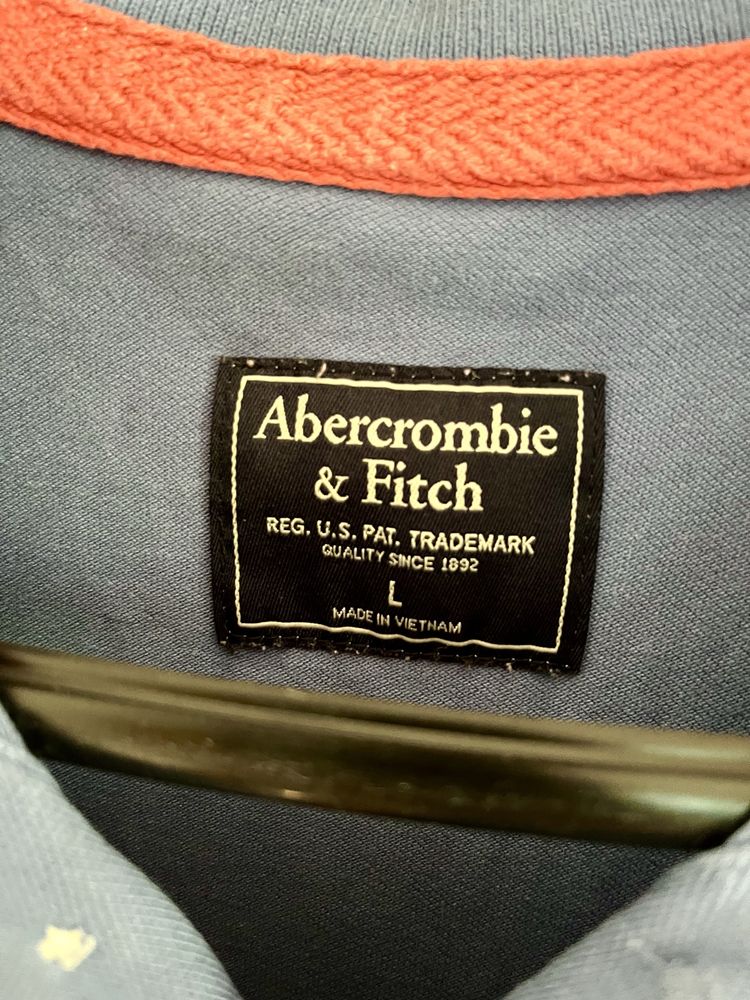 Abercrombie
& Fitch
REG. U.S. PAT. TRADEMARK
QUALITY SINCE 1892
L
MADE IN VIETNAM